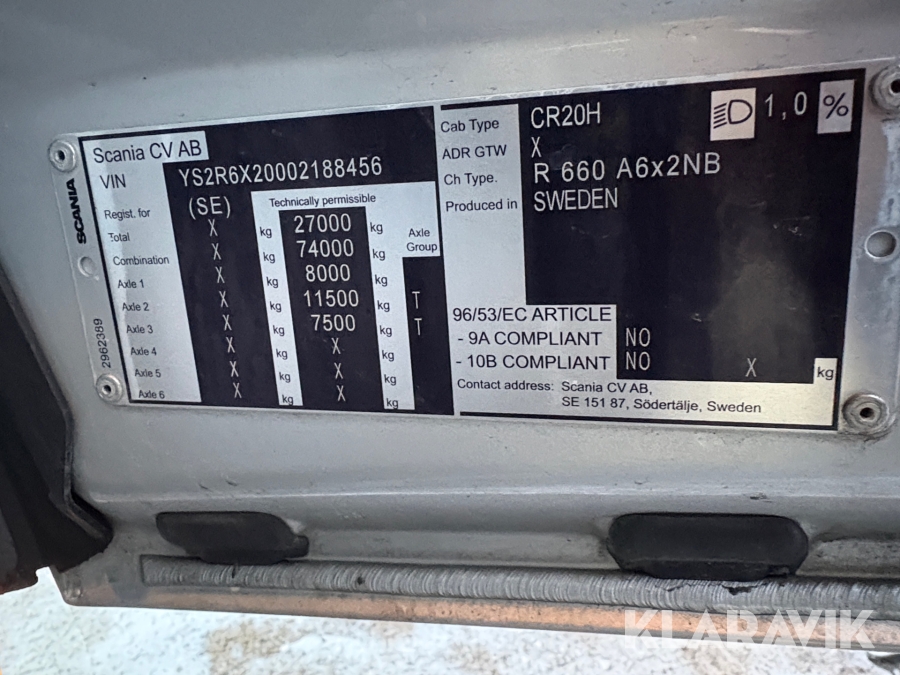 SCANIA
2962389
Scania CV AB
VIN YS2R6X20002188456
Regist. for (SE) Technically permissible
Total X kg 27000 kg Axle Group
Combination X kg 74000 kg
Axle 1 X kg 8000 kg
Axle 2 X kg 11500 kg T
Axle 3 X kg 7500 kg T
Axle 4 X kg X kg
Axle 5 X kg X kg
Axle 6 X kg X kg
Cab Type CR20H 1,0 %
ADR GTW X
Ch Type. R 660 A6x2NB
Produced in SWEDEN
96/53/EC ARTICLE
- 9A COMPLIANT NO
- 10B COMPLIANT NO X kg
Contact address: Scania CV AB,
SE 151 87, Södertälje, Sweden
KLARAVIK